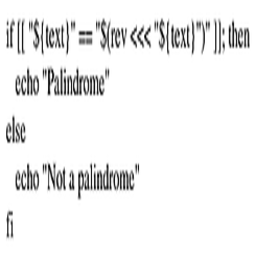 if [[ "${text}" == "$(rev <<< "${text}")" ]]; then
echo "Palindrome"
else
echo "Not a palindrome"
fi